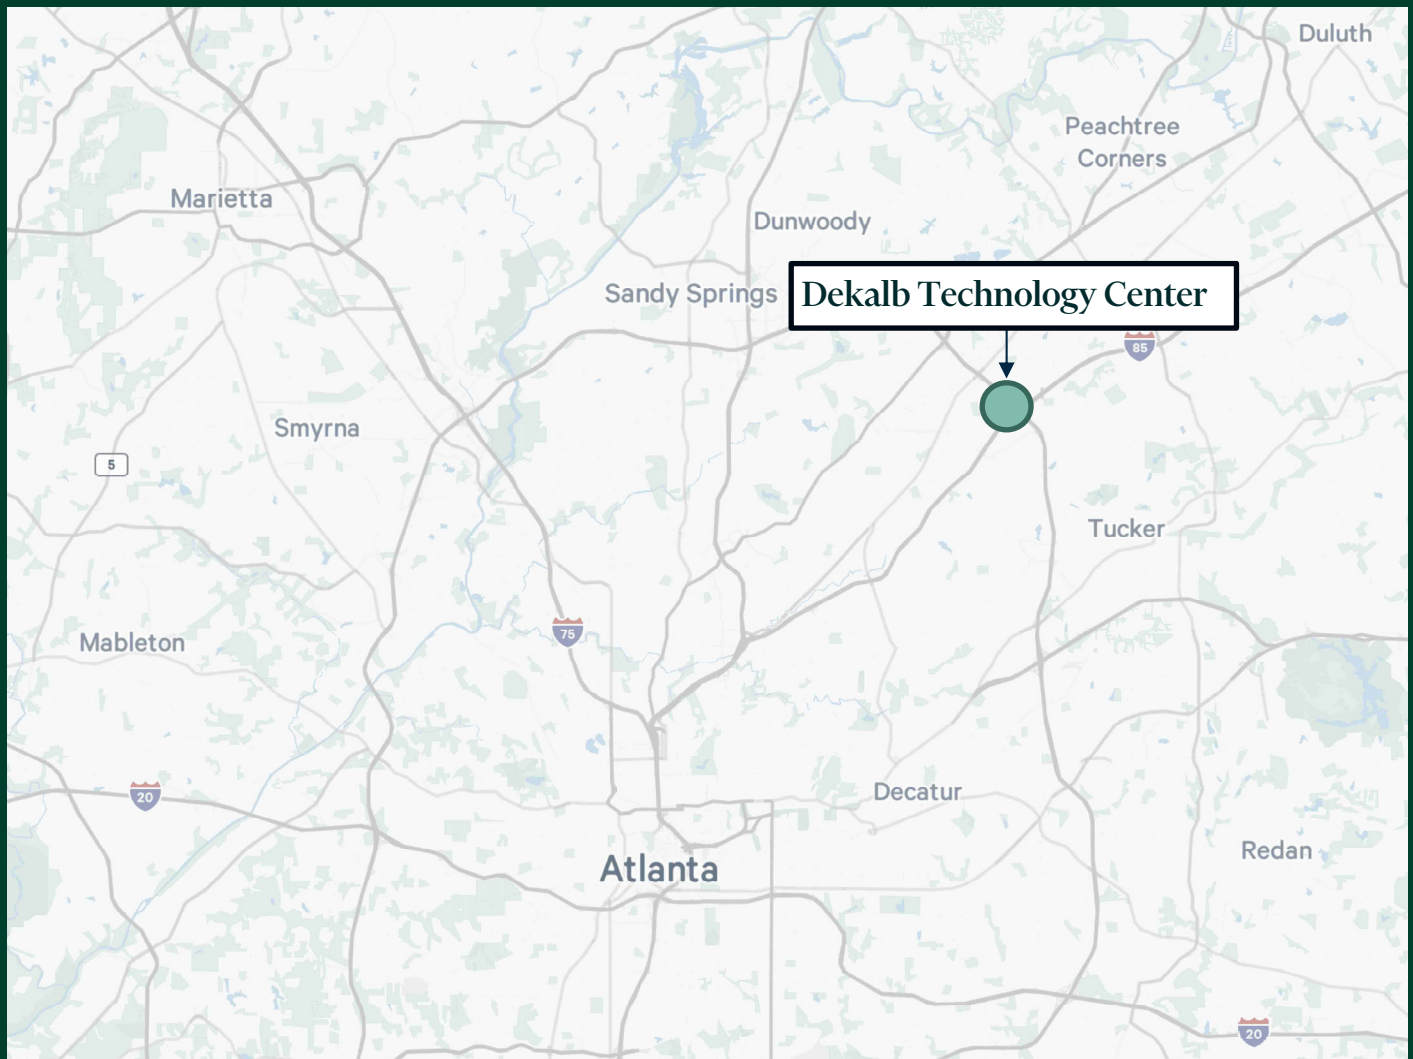 Duluth
Peachtree
Corners
Marietta
Dunwoody
Sandy Springs
Dekalb Technology Center
85
Smyrna
5
Tucker
75
Mableton
20
Decatur
Redan
Atlanta
20